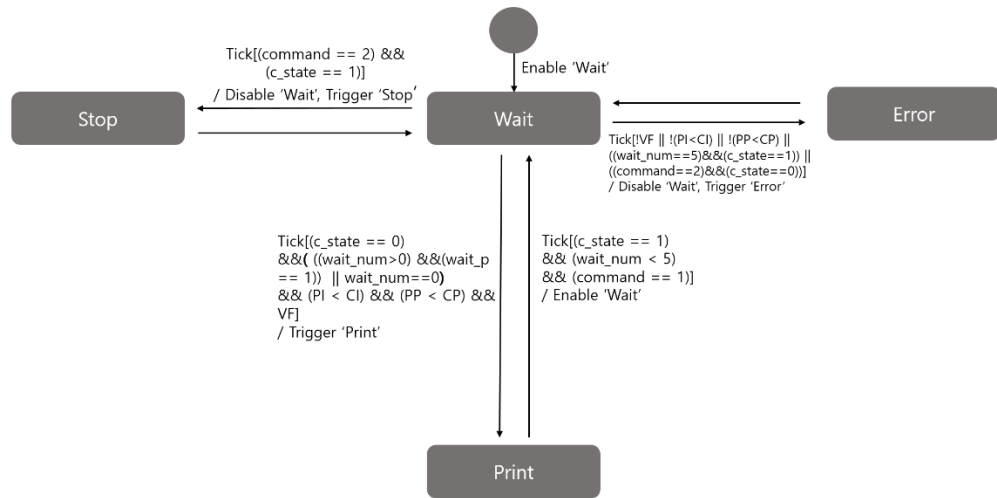 Tick[(command == 2) &&
(c_state == 1)]
/ Disable 'Wait', Trigger 'Stop'
Enable 'Wait'
Stop
Wait
Error
Tick[!VF || !(PI<CI) || !(PP<CP) ||
((wait_num==5)&&(c_state==1)) ||
((command==2)&&(c_state==0))]
/ Disable 'Wait', Trigger 'Error'
Tick[(c_state == 0)
&&( ((wait_num>0) &&(wait_p
== 1)) || wait_num==0)
&& (PI < CI) && (PP < CP) &&
VF]
/ Trigger 'Print'
Tick[(c_state == 1)
&& (wait_num < 5)
&& (command == 1)]
/ Enable 'Wait'
Print